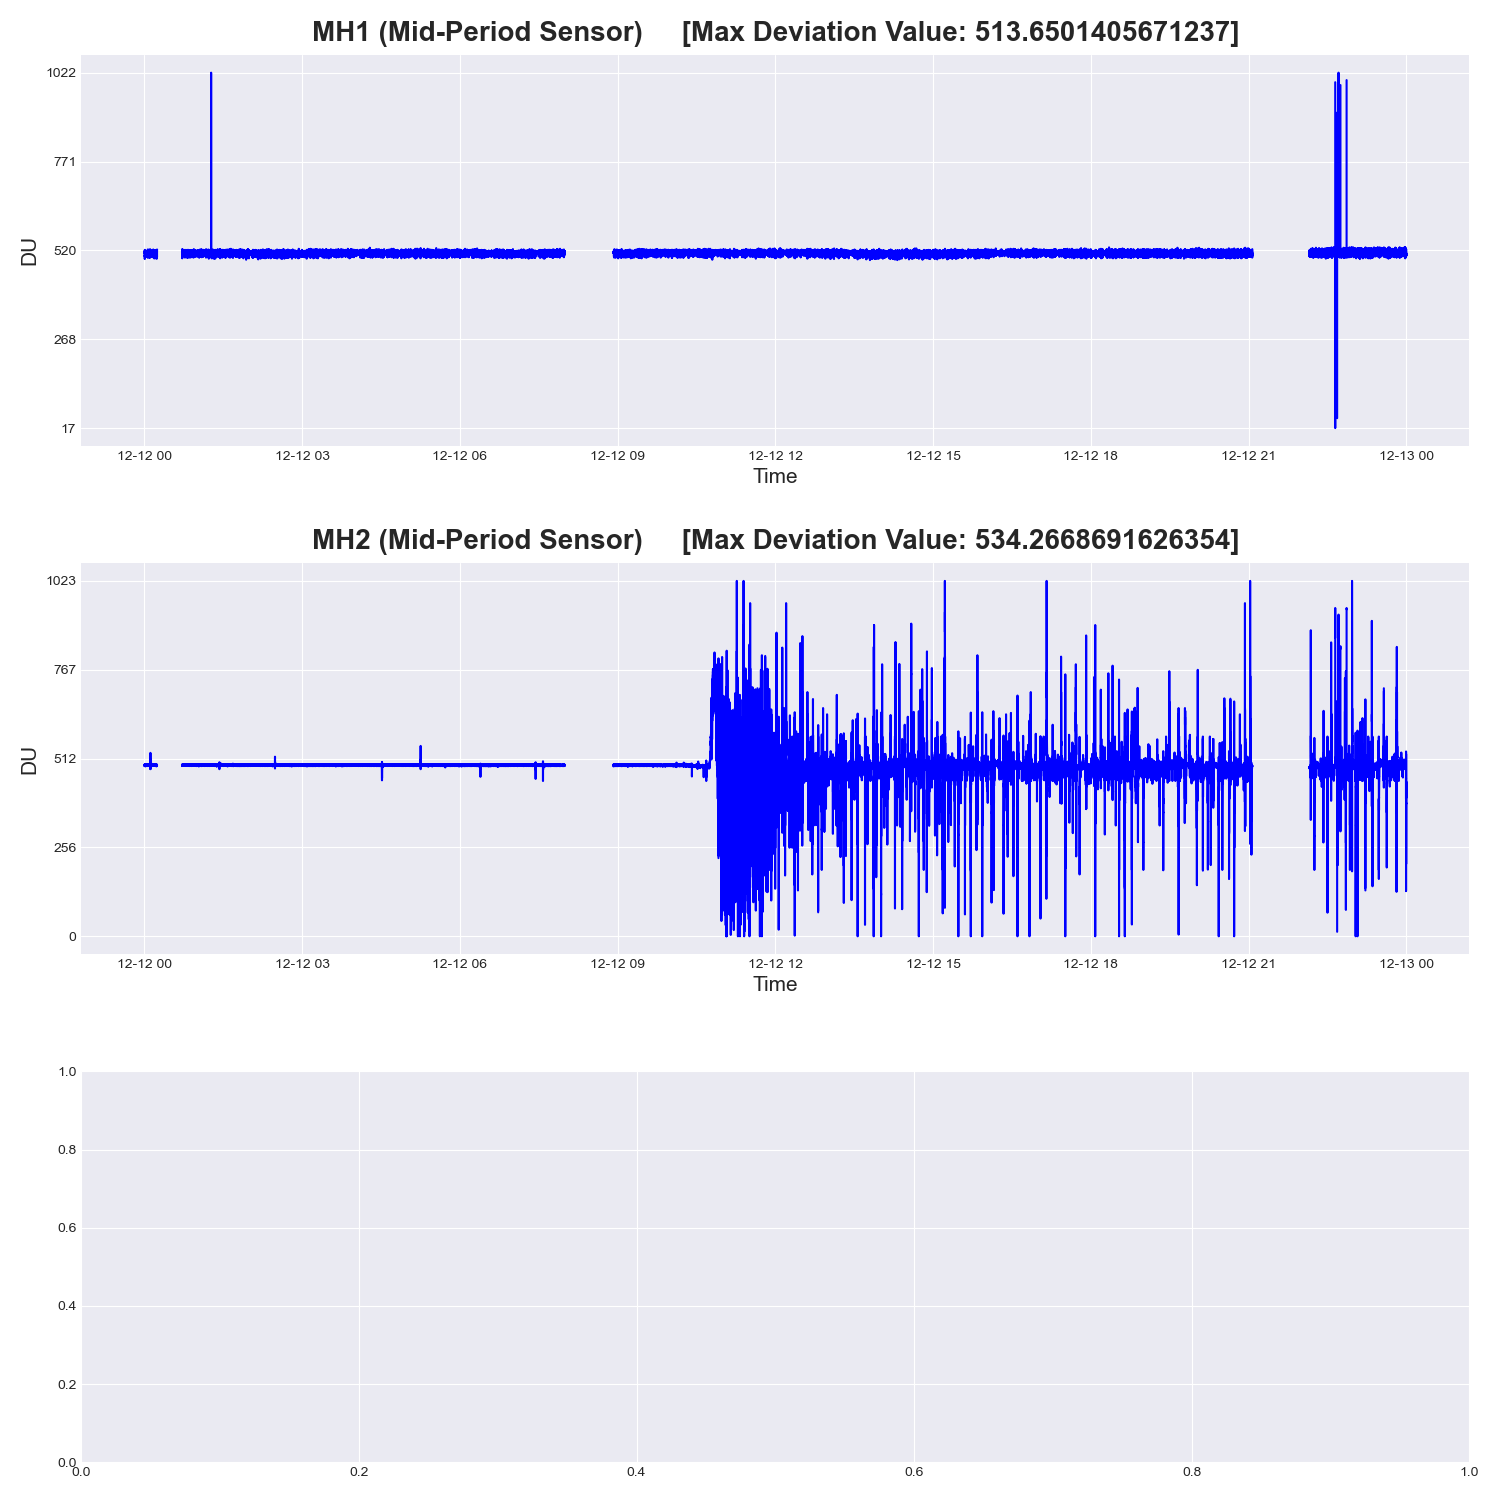 MH1 (Mid-Period Sensor)     [Max Deviation Value: 513.6501405671237]
1022
771
520
268
17
DU
12-12 00 12-12 03 12-12 06 12-12 09 12-12 12 12-12 15 12-12 18 12-12 21 12-13 00
Time
MH2 (Mid-Period Sensor)     [Max Deviation Value: 534.2668691626354]
1023
767
512
256
0
DU
12-12 00 12-12 03 12-12 06 12-12 09 12-12 12 12-12 15 12-12 18 12-12 21 12-13 00
Time
1.0
0.8
0.6
0.4
0.2
0.0
0.0 0.2 0.4 0.6 0.8 1.0